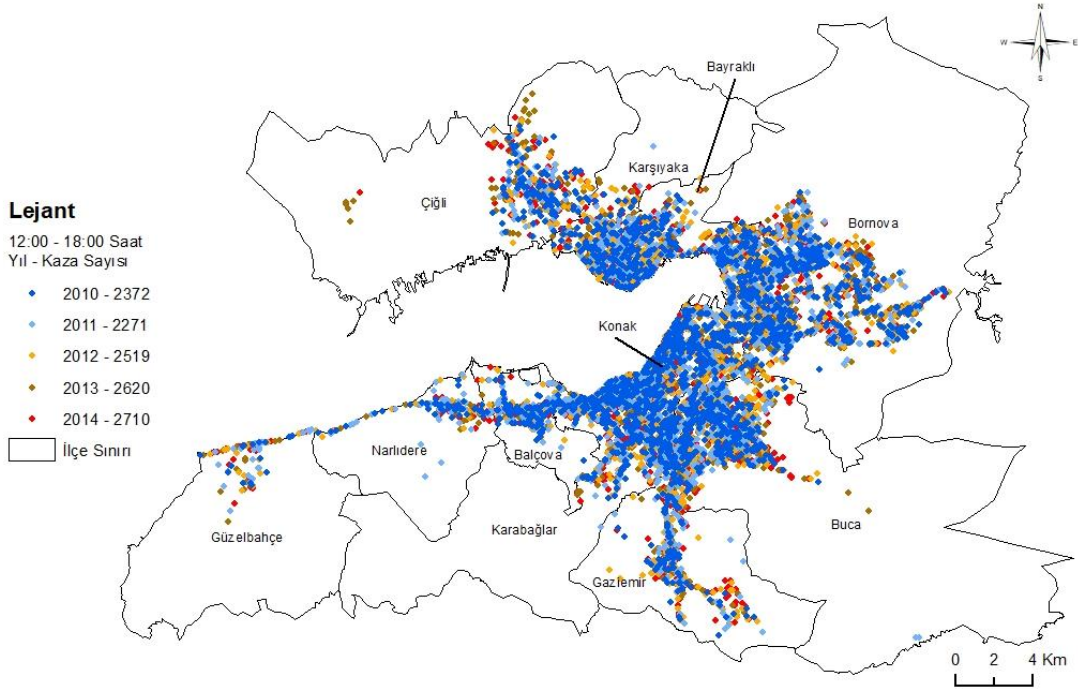 N
W E
S
Bayraklı
Karşıyaka
Çiğli
Bornova
Lejant
12:00 - 18:00 Saat
Yıl - Kaza Sayısı
2010 - 2372
2011 - 2271
2012 - 2519
2013 - 2620
2014 - 2710
İlçe Sınırı
Konak
Narlıdere
Balçova
Güzelbahçe
Karabağlar
Buca
Gaziemir
0 2 4 Km